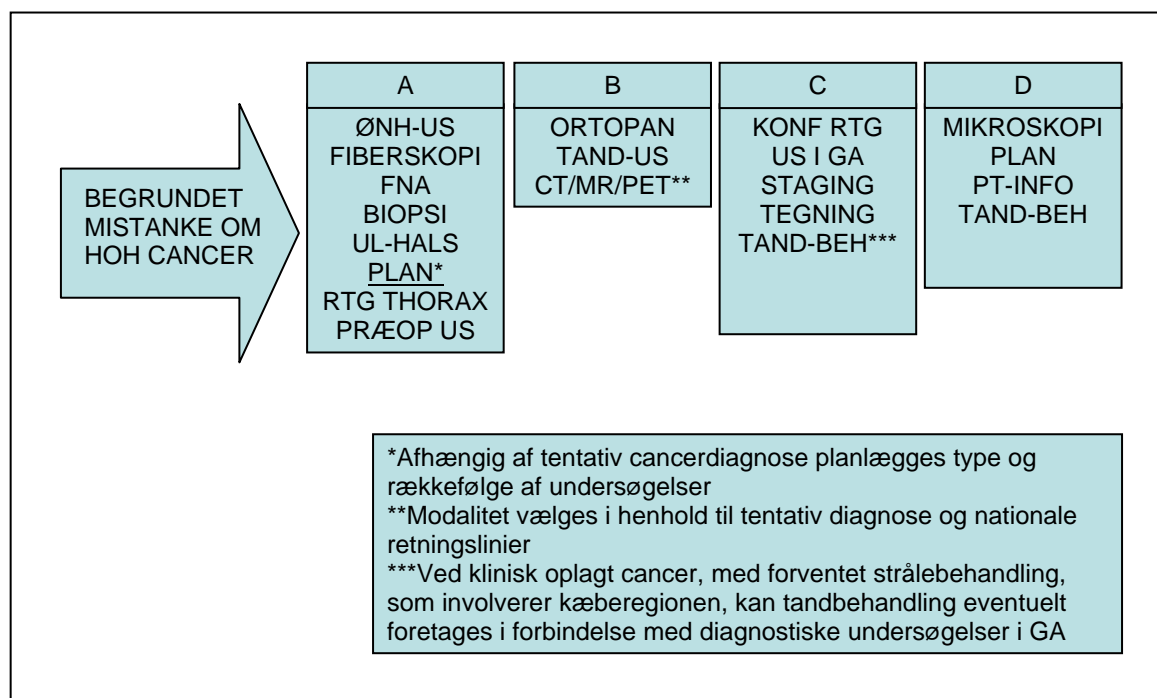 BEGRUNDET
MISTANKE OM
HOH CANCER
A
ØNH-US
FIBERSKOPI
FNA
BIOPSI
UL-HALS
PLAN*
RTG THORAX
PRÆOP US
B
ORTOPAN
TAND-US
CT/MR/PET**
C
KONF RTG
US I GA
STAGING
TEGNING
TAND-BEH***
D
MIKROSKOPI
PLAN
PT-INFO
TAND-BEH
*Afhængig af tentativ cancerdiagnose planlægges type og
rækkefølge af undersøgelser
**Modalitet vælges i henhold til tentativ diagnose og nationale
retningslinier
***Ved klinisk oplagt cancer, med forventet strålebehandling,
som involverer kæberegionen, kan tandbehandling eventuelt
foretages i forbindelse med diagnostiske undersøgelser i GA